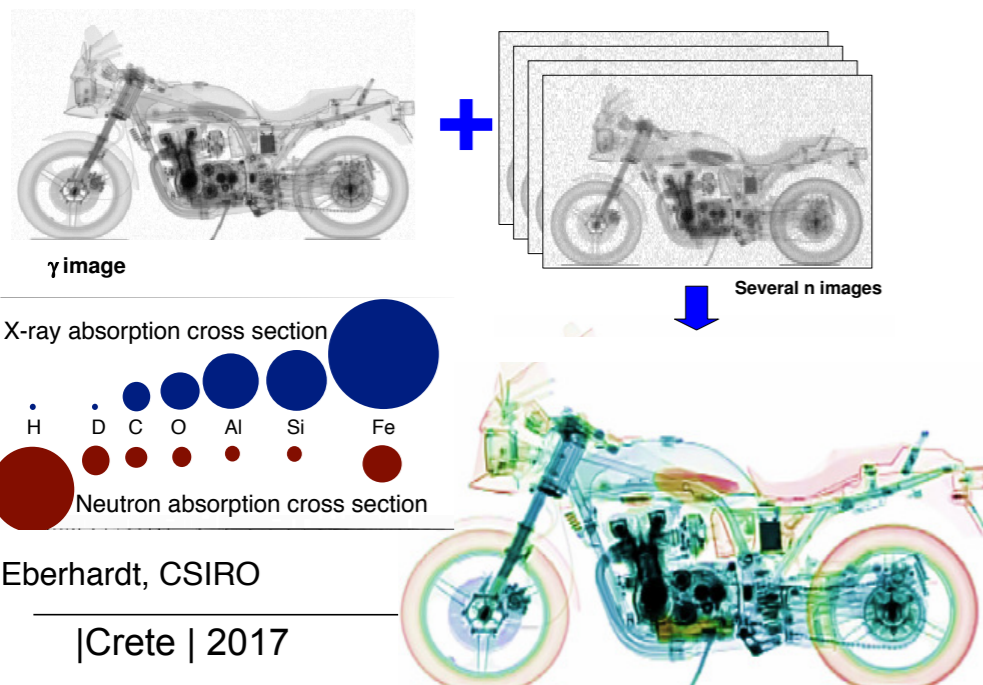 γ image
Several n images
X-ray absorption cross section
H D C O Al Si Fe
Neutron absorption cross section
Eberhardt, CSIRO
|Crete | 2017